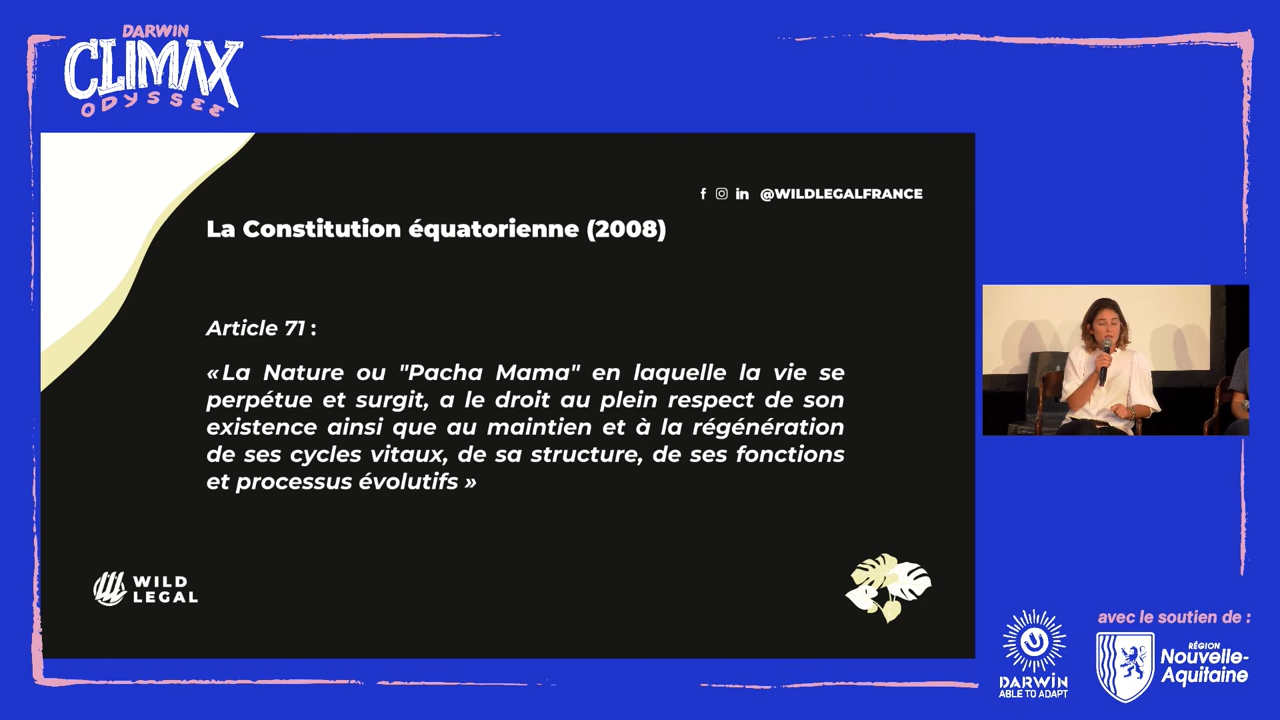 DARWIN
CLIMAX
ODYSSEE
@WILDLEGALFRANCE
La Constitution équatorienne (2008)
Article 71 :
« La Nature ou "Pacha Mama" en laquelle la vie se
perpétue et surgit, a le droit au plein respect de son
existence ainsi que au maintien et à la régénération
de ses cycles vitaux, de sa structure, de ses fonctions
et processus évolutifs »
WILD
LEGAL
avec le soutien de :
DARWIN
ABLE TO ADAPT
RÉGION
Nouvelle-
Aquitaine